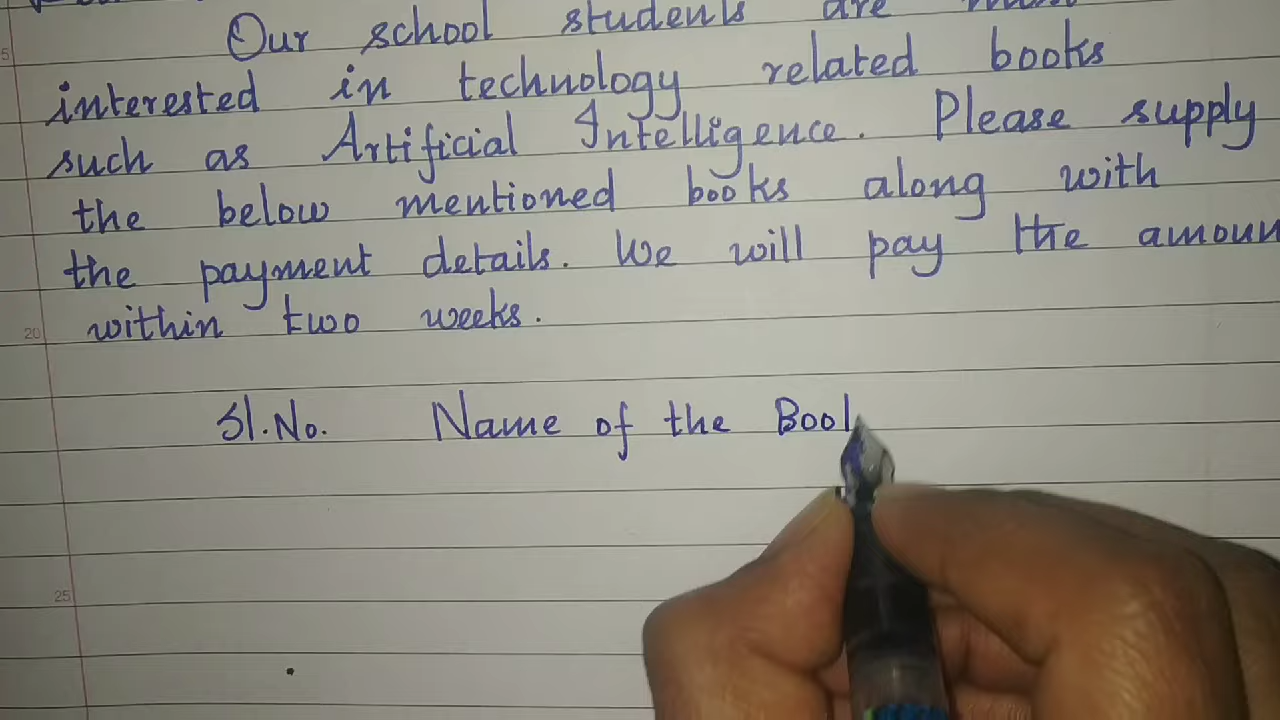 Our school students are
interested in technology related books
such as Artificial Intelligence. Please supply
the below mentioned books along with
the payment details. We will pay the amoun
within two weeks.
20
Sl.No. Name of the Bool
25